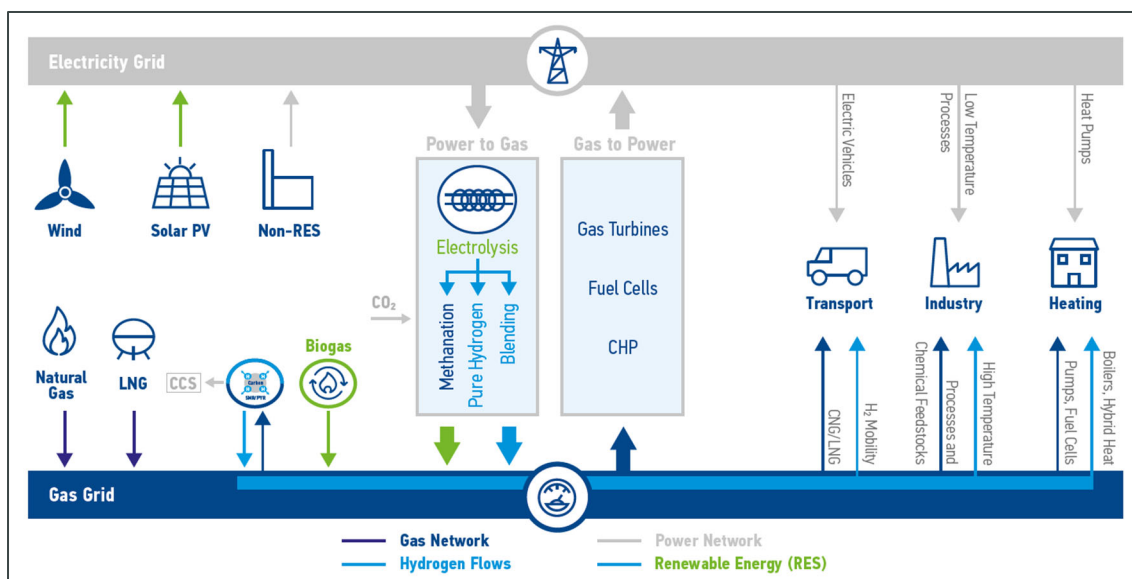 Electricity Grid
Power to Gas
Gas to Power
Electric Vehicles
Low Temperature
Processes
Heat Pumps
Wind
Solar PV
Non-RES
Electrolysis
Gas Turbines
Fuel Cells
CHP
CO₂
Methanation
Pure Hydrogen
Blending
Transport
Industry
Heating
Natural
Gas
LNG
CCS
Carbon
SMR/PYR
Biogas
CNG/LNG
H₂ Mobility
Chemical Feedstocks
Processes and
High Temperature
Pumps, Fuel Cells
Boilers, Hybrid Heat
Gas Grid
Gas Network
Power Network
Hydrogen Flows
Renewable Energy (RES)